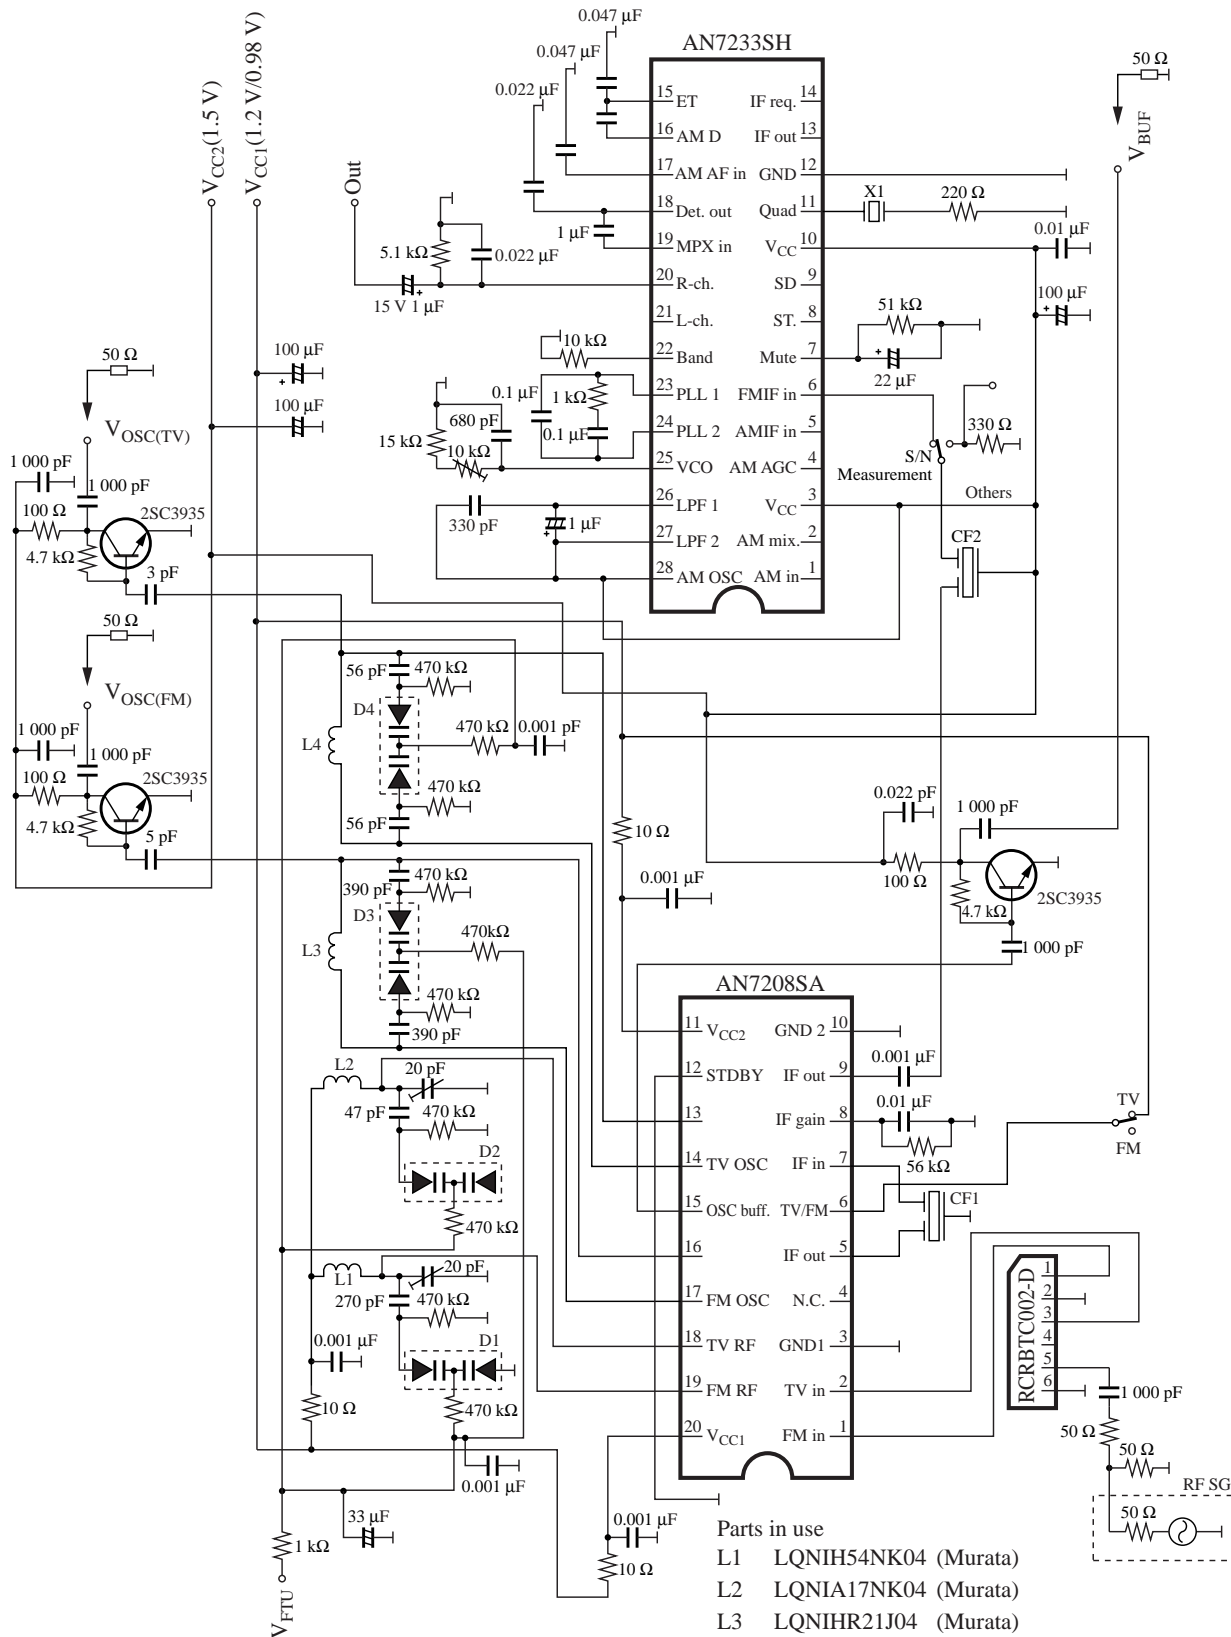 0.047 µF
0.047 µF
0.022 µF
AN7233SH
50 Ω
V_BUF
V_CC2(1.5 V)
V_CC1(1.2 V/0.98 V)
Out
15 ET IF req. 14
16 AM D IF out 13
17 AM AF in GND 12
18 Det. out Quad 11
19 MPX in V_CC 10
20 R-ch. SD 9
21 L-ch. ST. 8
22 Band Mute 7
23 PLL 1 FMIF in 6
24 PLL 2 AMIF in 5
25 VCO AM AGC 4
26 LPF 1 V_CC 3
27 LPF 2 AM mix. 2
28 AM OSC AM in 1
X1
220 Ω
1 µF
5.1 kΩ
0.022 µF
0.01 µF
15 V 1 µF
+
100 µF
+
51 kΩ
+
22 µF
10 kΩ
50 Ω
100 µF
+
100 µF
V_OSC(TV)
0.1 µF
1 kΩ
680 pF
0.1 µF
15 kΩ
10 kΩ
330 Ω
S/N
Measurement
Others
1 000 pF
1 000 pF
100 Ω
2SC3935
4.7 kΩ
3 pF
330 pF
1 µF
+
CF2
50 Ω
V_OSC(FM)
56 pF
470 kΩ
D4
470 kΩ
0.001 pF
L4
470 kΩ
56 pF
1 000 pF
1 000 pF
100 Ω
2SC3935
4.7 kΩ
5 pF
10 Ω
0.022 pF
1 000 pF
100 Ω
4.7 kΩ
2SC3935
1 000 pF
0.001 µF
390 pF
470 kΩ
D3
470kΩ
L3
470 kΩ
390 pF
AN7208SA
11 V_CC2 GND 2 10
12 STDBY IF out 9
13 IF gain 8
14 TV OSC IF in 7
15 OSC buff. TV/FM 6
16 IF out 5
17 FM OSC N.C. 4
18 TV RF GND1 3
19 FM RF TV in 2
20 V_CC1 FM in 1
0.001 µF
0.01 µF
56 kΩ
TV
FM
CF1
L2
20 pF
47 pF
470 kΩ
D2
470 kΩ
L1
20 pF
270 pF
470 kΩ
0.001 µF
D1
10 Ω
470 kΩ
0.001 µF
RCRBTC002-D
1
2
3
4
5
6
1 000 pF
50 Ω
50 Ω
RF SG
50 Ω
33 µF
1 kΩ
V_FTU
0.001 µF
10 Ω
Parts in use
L1 LQNIH54NK04 (Murata)
L2 LQNIA17NK04 (Murata)
L3 LQNIHR21J04 (Murata)